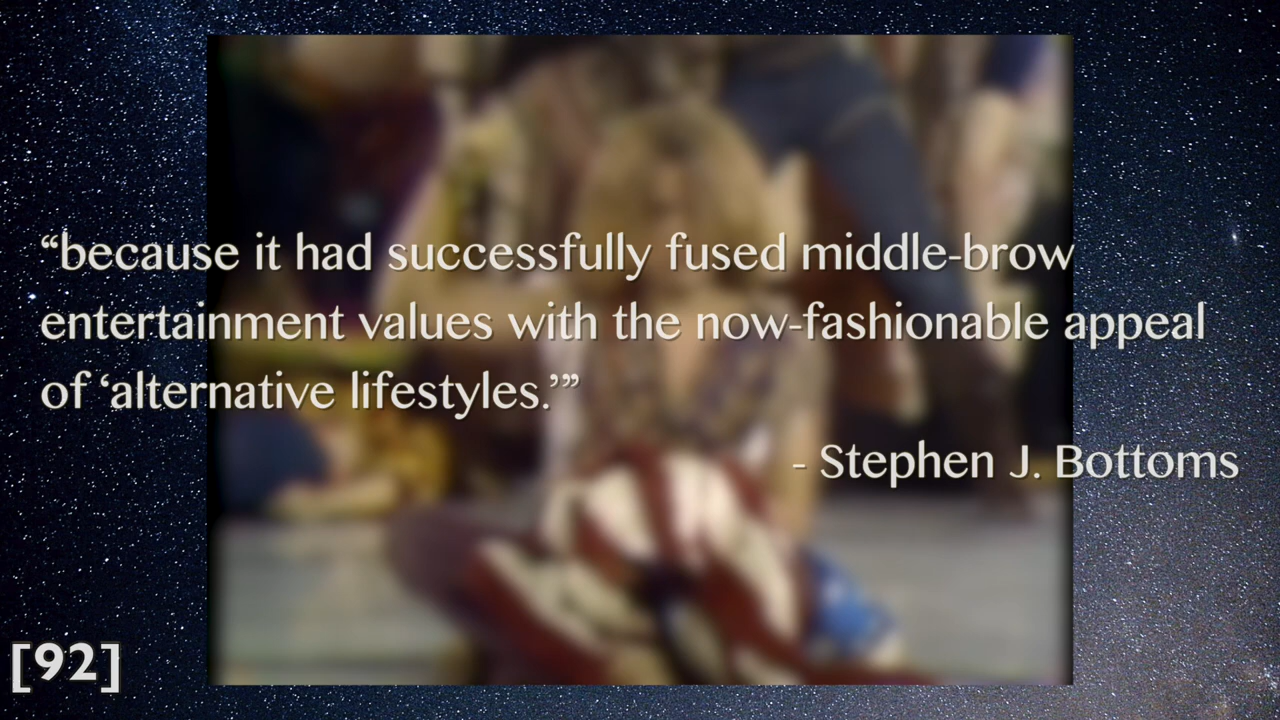 “because it had successfully fused middle-brow
entertainment values with the now-fashionable appeal
of ‘alternative lifestyles.’”
- Stephen J. Bottoms
[92]